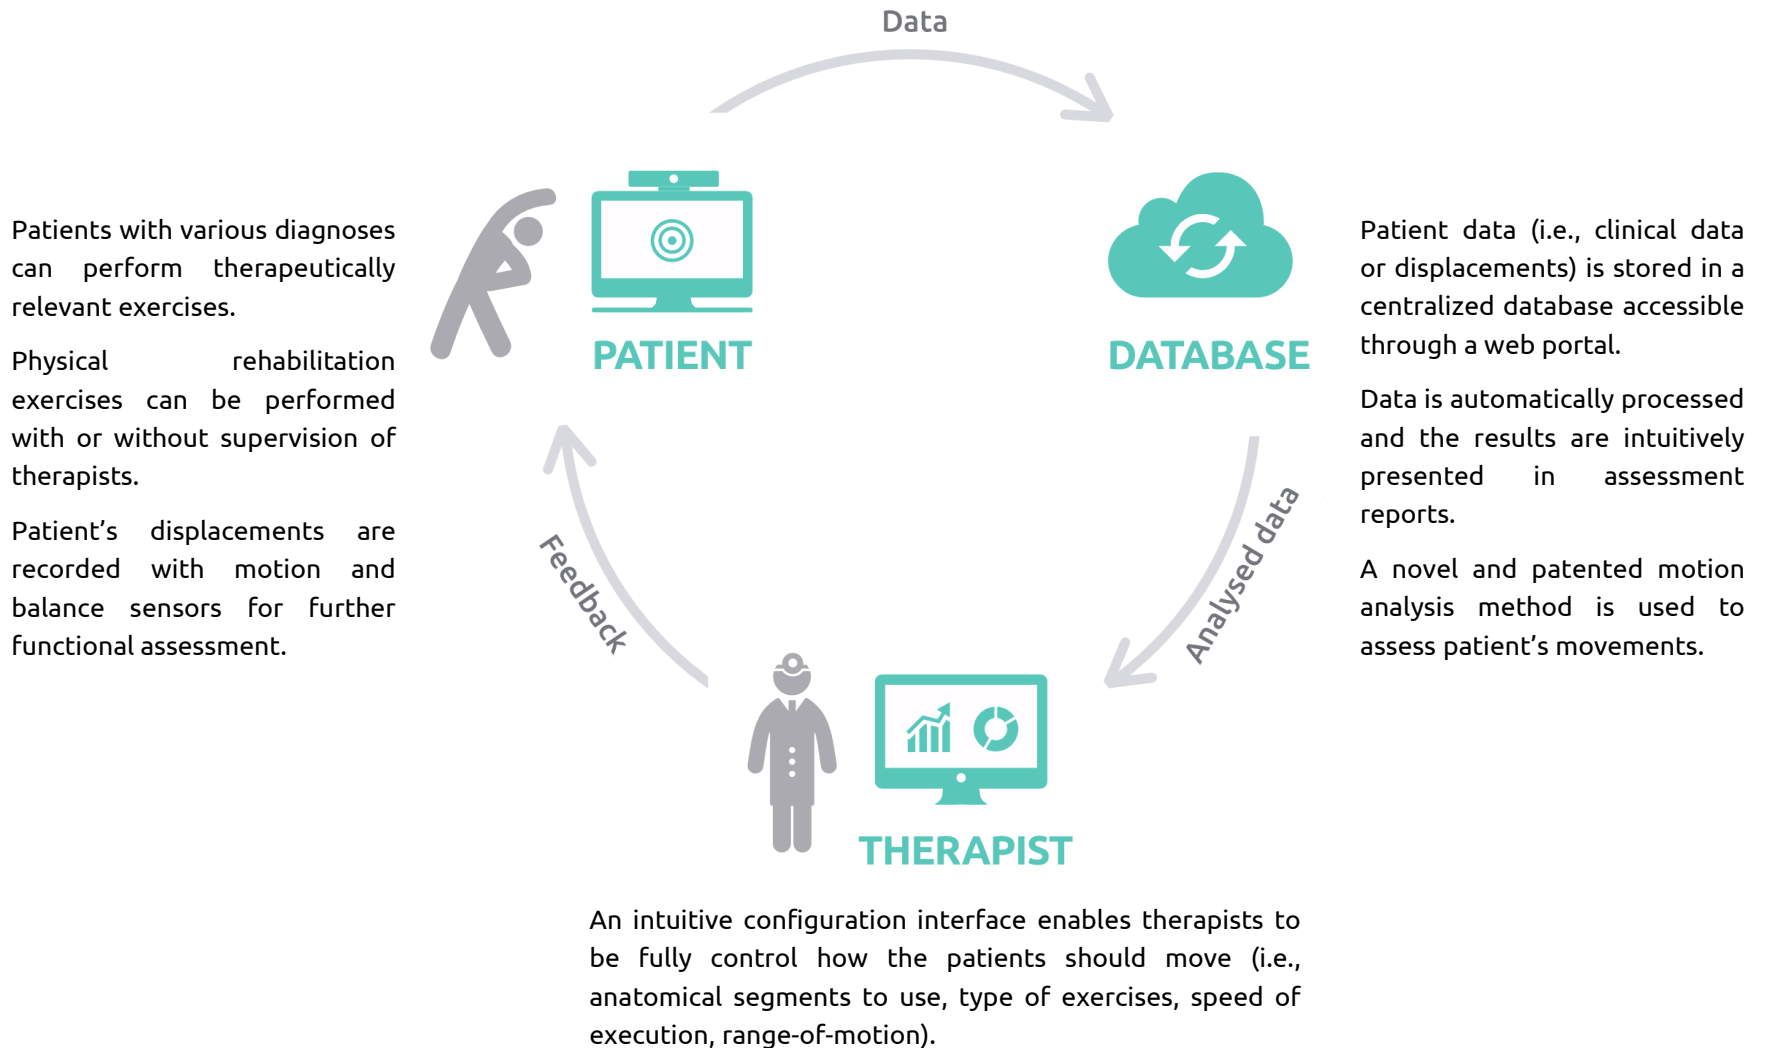 Data
Patients with various diagnoses
can perform therapeutically
relevant exercises.
Physical rehabilitation
exercises can be performed
with or without supervision of
therapists.
Patient’s displacements are
recorded with motion and
balance sensors for further
functional assessment.
PATIENT
DATABASE
Patient data (i.e., clinical data
or displacements) is stored in a
centralized database accessible
through a web portal.
Data is automatically processed
and the results are intuitively
presented in assessment
reports.
A novel and patented motion
analysis method is used to
assess patient’s movements.
Feedback
Analysed data
THERAPIST
An intuitive configuration interface enables therapists to
be fully control how the patients should move (i.e.,
anatomical segments to use, type of exercises, speed of
execution, range-of-motion).